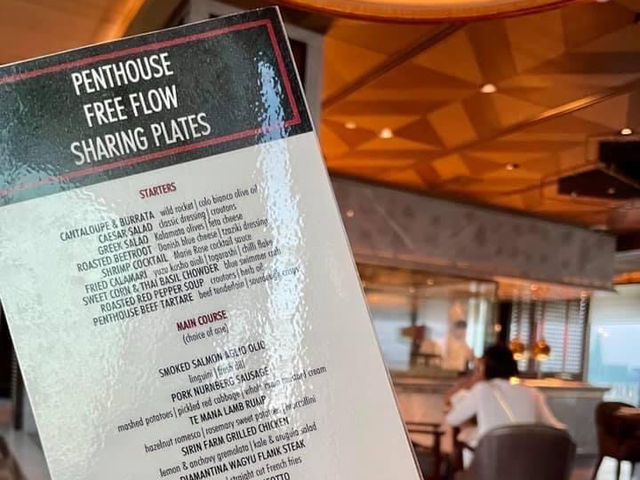 PENTHOUSE
FREE FLOW
SHARING PLATES
STARTERS
CANTALOUPE & BURRATA wild rocket | colo bianco olive oil
CAESAR SALAD classic dressing | croutons
GREEK SALAD Kalamata olives | feta cheese
ROASTED BEETROOT Danish blue cheese | tzaziki dressing
SHRIMP COCKTAIL Marie Rose cocktail sauce
FRIED CALAMARI yuzu kosho aioli | togarashi | chilli flake
SWEET CORN & THAI BASIL CHOWDER blue swimmer crab
ROASTED RED PEPPER SOUP croutons | herb oil
PENTHOUSE BEEF TARTARE beef tenderloin | crisps
MAIN COURSE
(choice of one)
SMOKED SALMON AGLIO OLIO
linguini | fresh
PORK NURNBERG SAUSAGE
mashed potatoes | pickled red cabbage | cream
TE MANA LAMB RUMP
hazelnut romesco | rosemary sweet potatoes
SIRIN FARM GRILLED CHICKEN
lemon & anchovy gremolata | kale & arugula salad
DIAMANTINA WAGYU FLANK STEAK
straight cut French fries